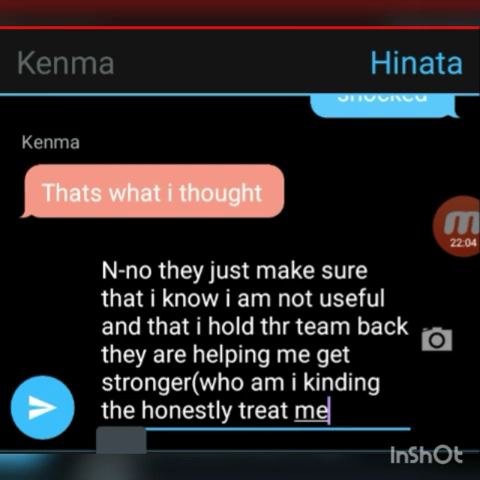 Kenma Hinata
shocked
Kenma
Thats what i thought
22:04
N-no they just make sure
that i know i am not useful
and that i hold thr team back
they are helping me get
stronger(who am i kinding
the honestly treat me
InShOt